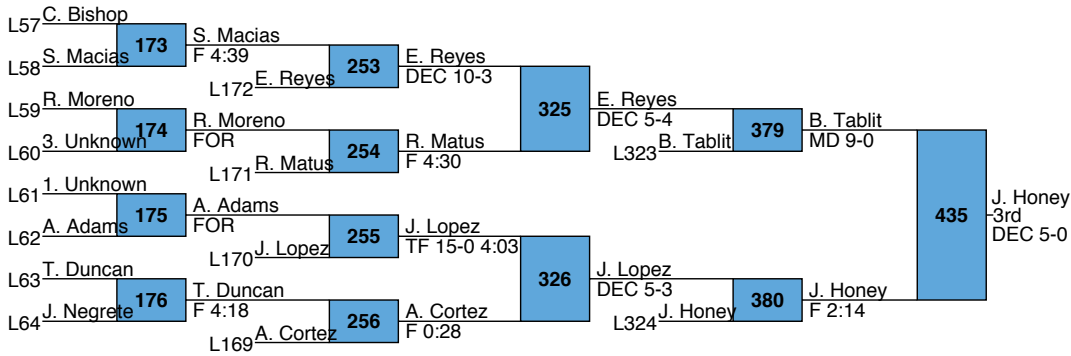 L57 C. Bishop
L58 S. Macias
173
S. Macias
F 4:39
L172 E. Reyes
253
E. Reyes
DEC 10-3
L59 R. Moreno
L60 3. Unknown
174
R. Moreno
FOR
L171 R. Matus
254
R. Matus
F 4:30
325
E. Reyes
DEC 5-4
L323 B. Tablit
379
B. Tablit
MD 9-0
L61 1. Unknown
L62 A. Adams
175
A. Adams
FOR
L170 J. Lopez
255
J. Lopez
TF 15-0 4:03
L63 T. Duncan
L64 J. Negrete
176
T. Duncan
F 4:18
L169 A. Cortez
256
A. Cortez
F 0:28
326
J. Lopez
DEC 5-3
L324 J. Honey
380
J. Honey
F 2:14
435
J. Honey
3rd
DEC 5-0